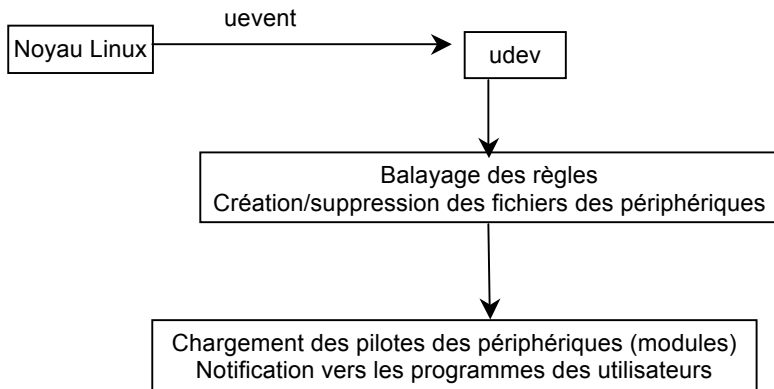 uevent
Noyau Linux
udev
Balayage des règles
Création/suppression des fichiers des périphériques
Chargement des pilotes des périphériques (modules)
Notification vers les programmes des utilisateurs